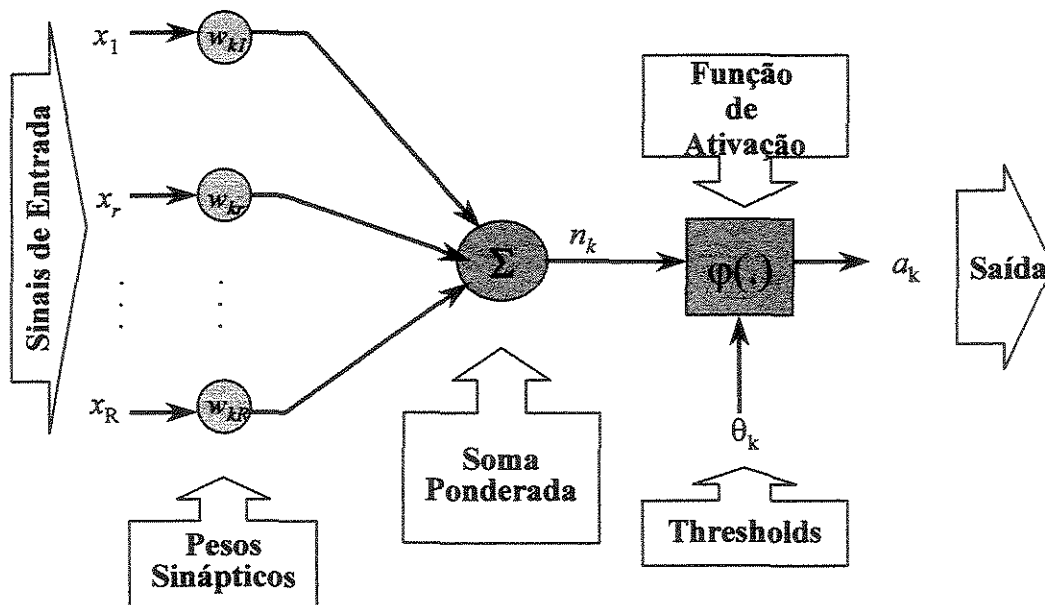 Sinais de Entrada
x1
wk1
xr
wkr
xR
wkR
Pesos
Sinápticos
Σ
Soma
Ponderada
nk
Função
de
Ativação
φ(.)
θk
Thresholds
ak
Saída